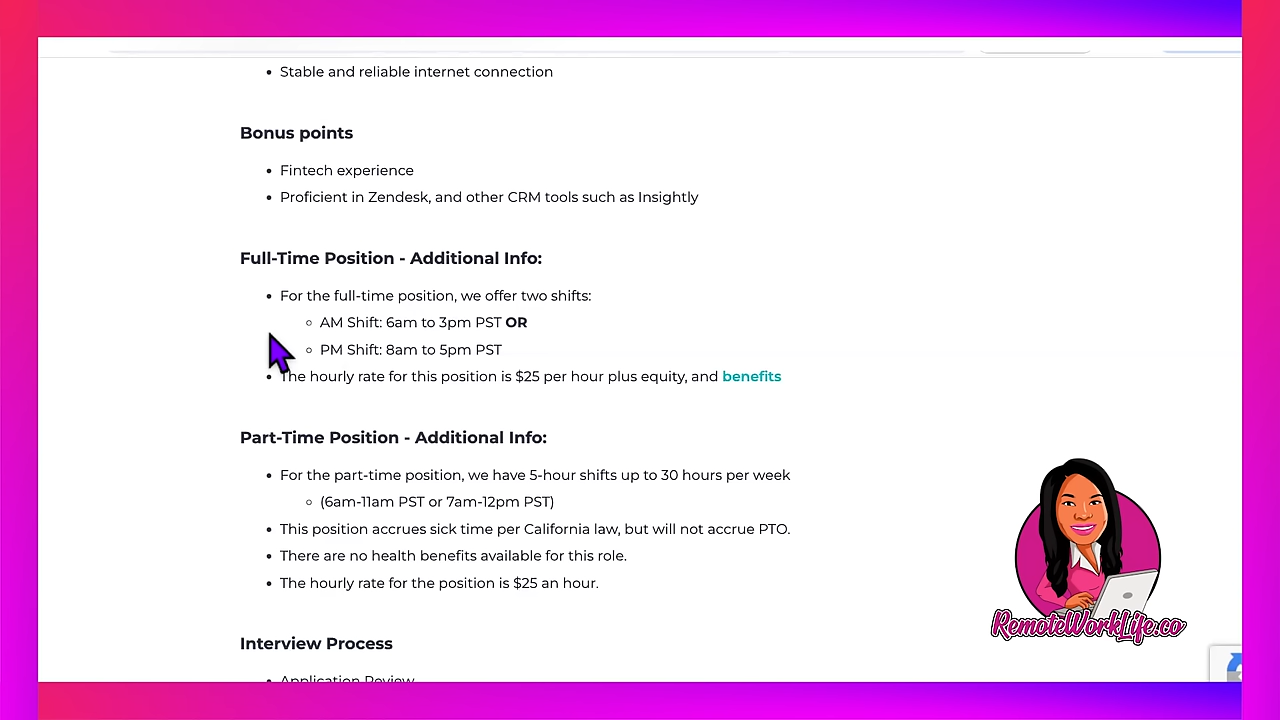 Stable and reliable internet connection
Bonus points
Fintech experience
Proficient in Zendesk, and other CRM tools such as Insightly
Full-Time Position - Additional Info:
For the full-time position, we offer two shifts:
AM Shift: 6am to 3pm PST OR
PM Shift: 8am to 5pm PST
The hourly rate for this position is $25 per hour plus equity, and benefits
Part-Time Position - Additional Info:
For the part-time position, we have 5-hour shifts up to 30 hours per week
(6am-11am PST or 7am-12pm PST)
This position accrues sick time per California law, but will not accrue PTO.
There are no health benefits available for this role.
The hourly rate for the position is $25 an hour.
RemoteWorkLife.co
Interview Process
Application Review